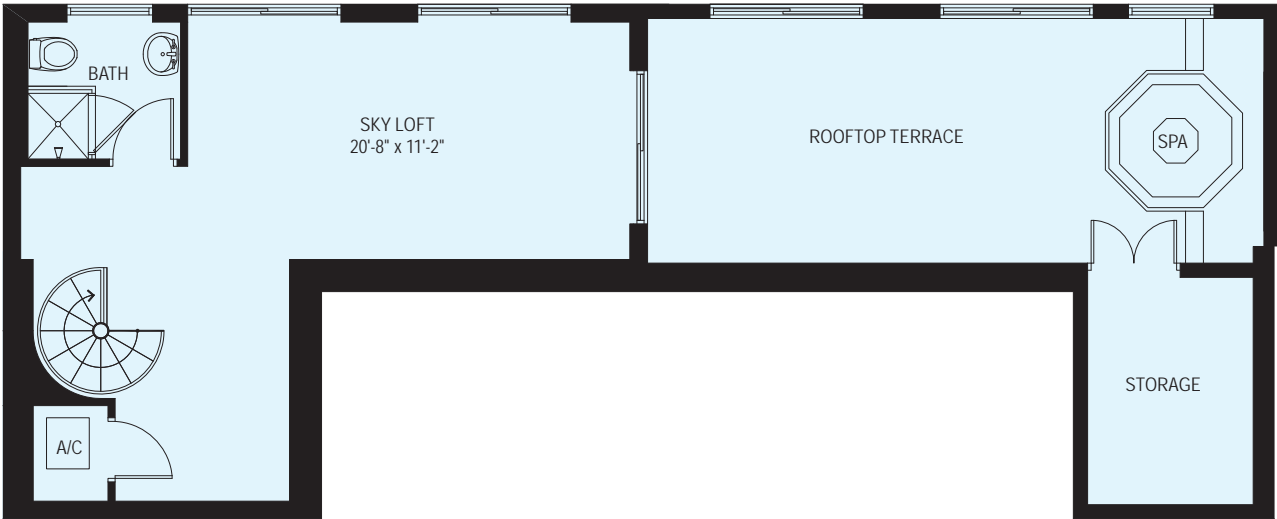 BATH
SKY LOFT
20'-8" x 11'-2"
ROOFTOP TERRACE
SPA
STORAGE
A/C